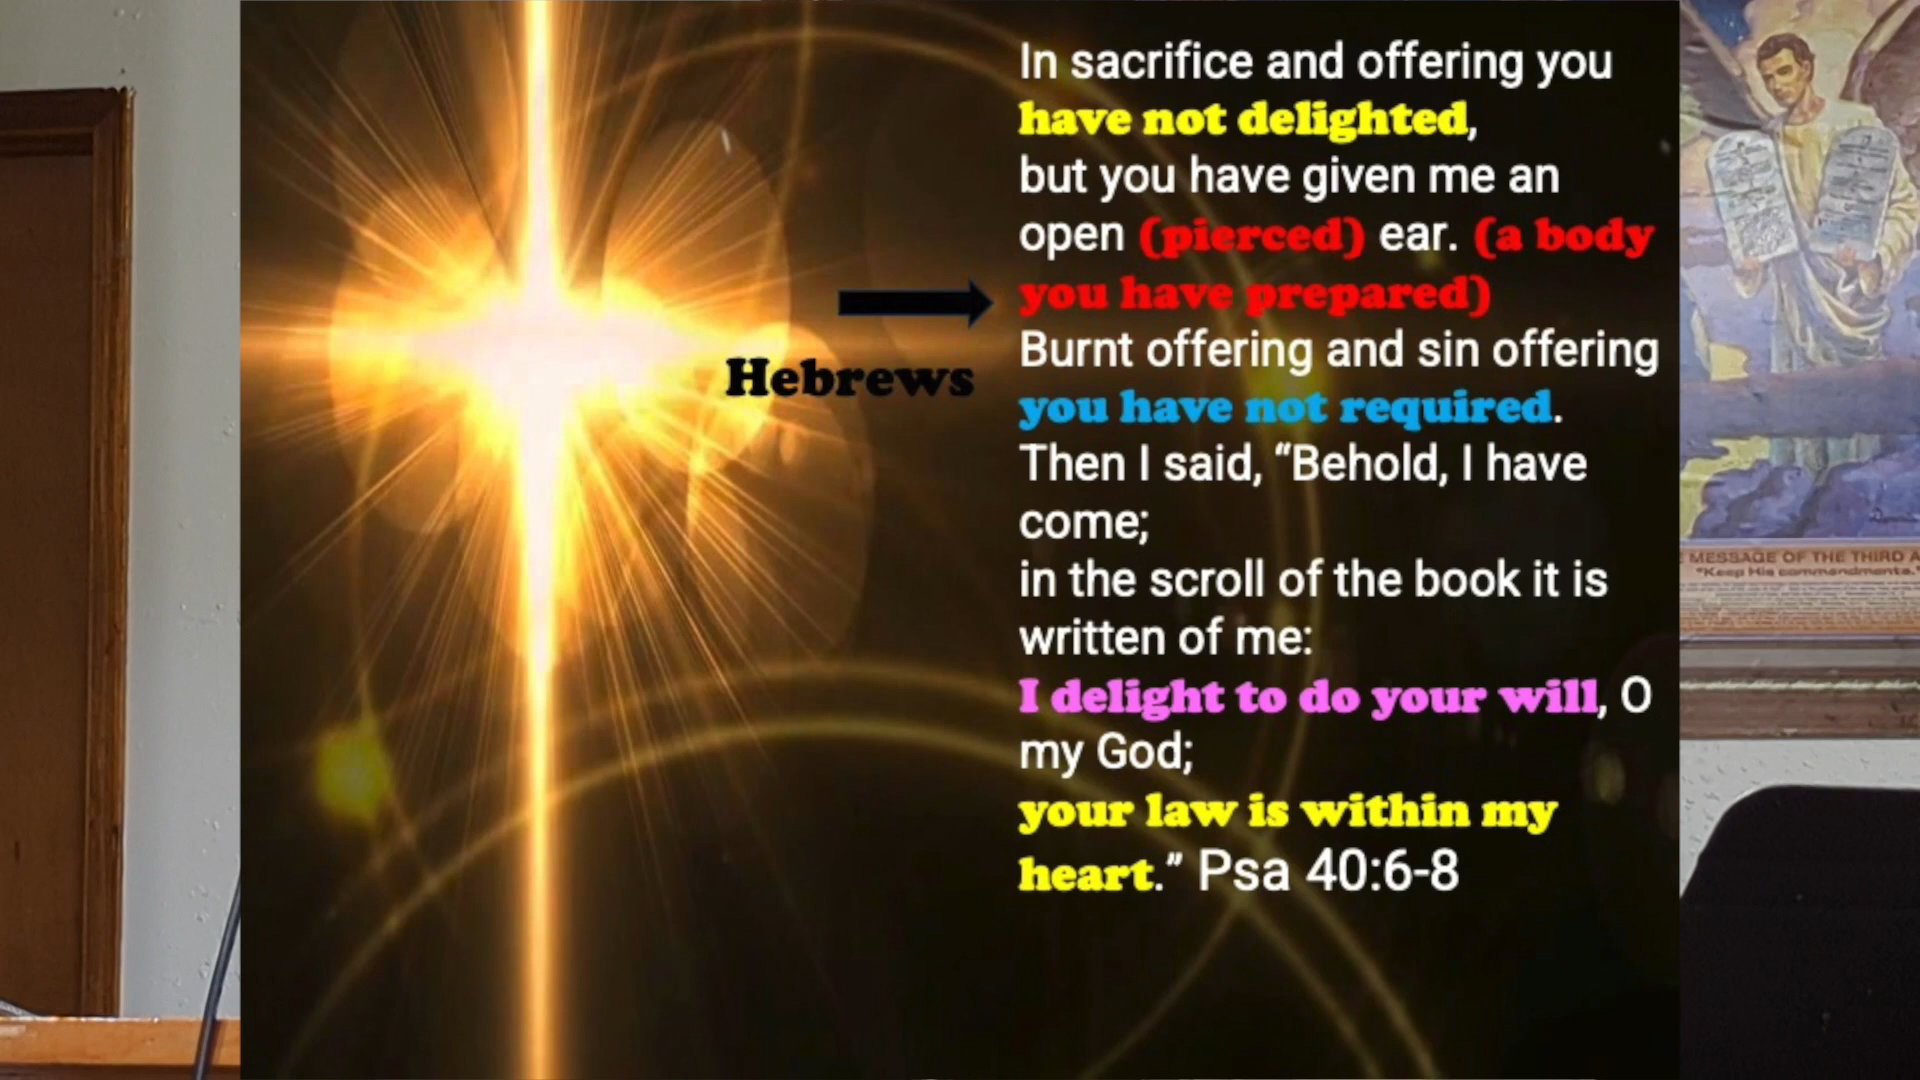 In sacrifice and offering you
have not delighted,
but you have given me an
open (pierced) ear. (a body
you have prepared)
Hebrews
Burnt offering and sin offering
you have not required.
Then I said, “Behold, I have
come;
in the scroll of the book it is
written of me:
I delight to do your will, O
my God;
your law is within my
heart.” Psa 40:6-8
MESSAGE OF THE THIRD A
"Keep His commandments."